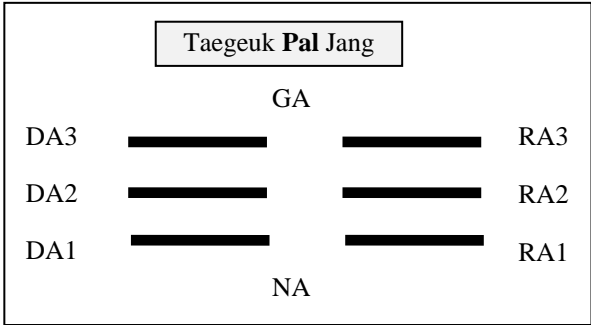 Taegeuk Pal Jang
GA
DA3 RA3
DA2 RA2
DA1 RA1
NA